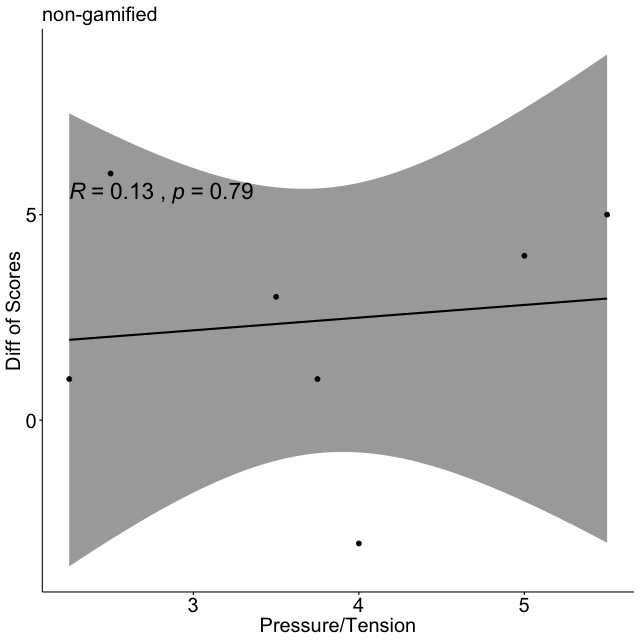 non-gamified
R = 0.13 , p = 0.79
5
0
Diff of Scores
3 4 5
Pressure/Tension